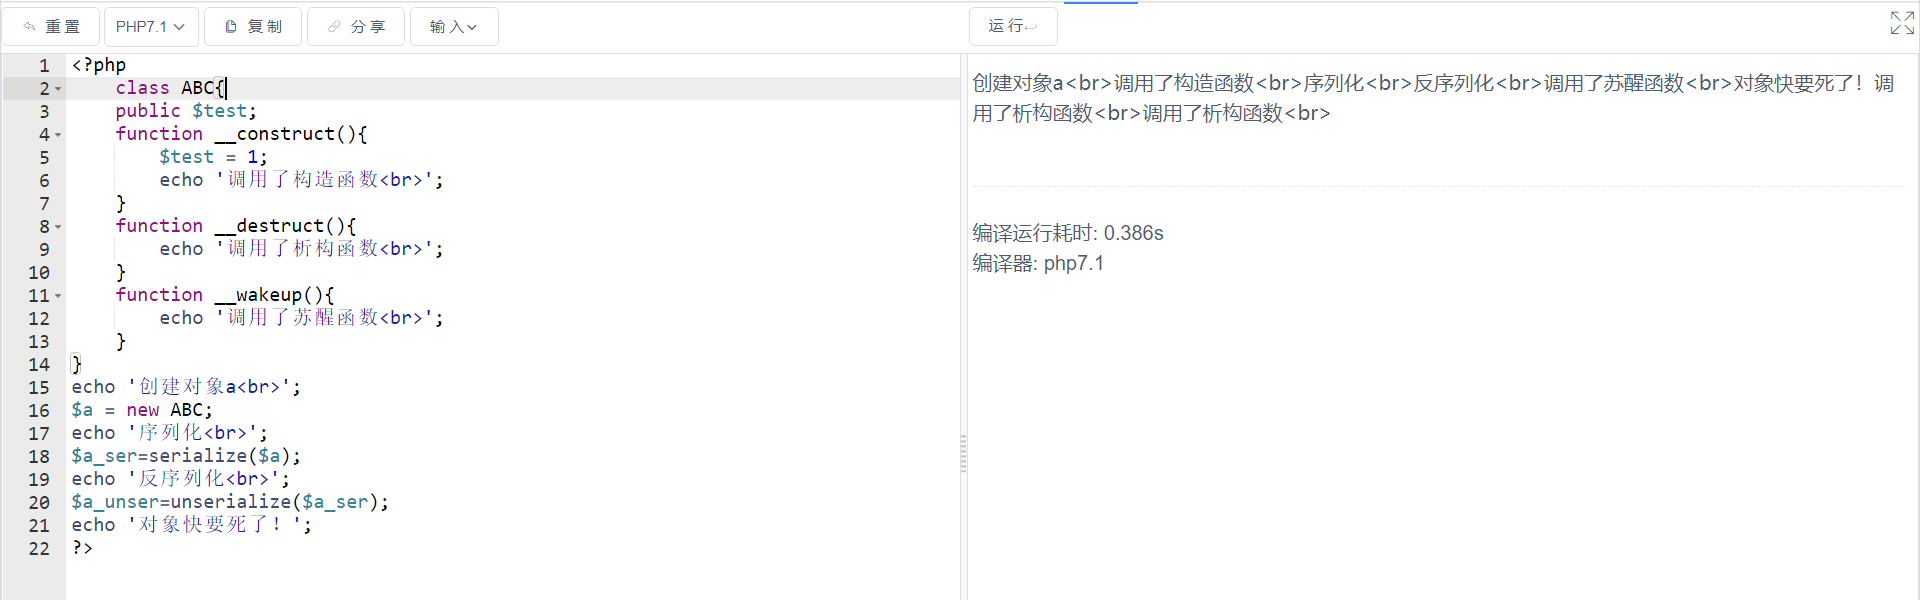 重置 PHP7.1 复制 分享 输入 运行
1 <?php
2 class ABC{
3 public $test;
4 function __construct(){
5 $test = 1;
6 echo '调用了构造函数<br>';
7 }
8 function __destruct(){
9 echo '调用了析构函数<br>';
10 }
11 function __wakeup(){
12 echo '调用了苏醒函数<br>';
13 }
14 }
15 echo '创建对象a<br>';
16 $a = new ABC;
17 echo '序列化<br>';
18 $a_ser=serialize($a);
19 echo '反序列化<br>';
20 $a_unser=unserialize($a_ser);
21 echo '对象快要死了！';
22 ?>
创建对象a<br>调用了构造函数<br>序列化<br>反序列化<br>调用了苏醒函数<br>对象快要死了！调
用了析构函数<br>调用了析构函数<br>
编译运行耗时: 0.386s
编译器: php7.1